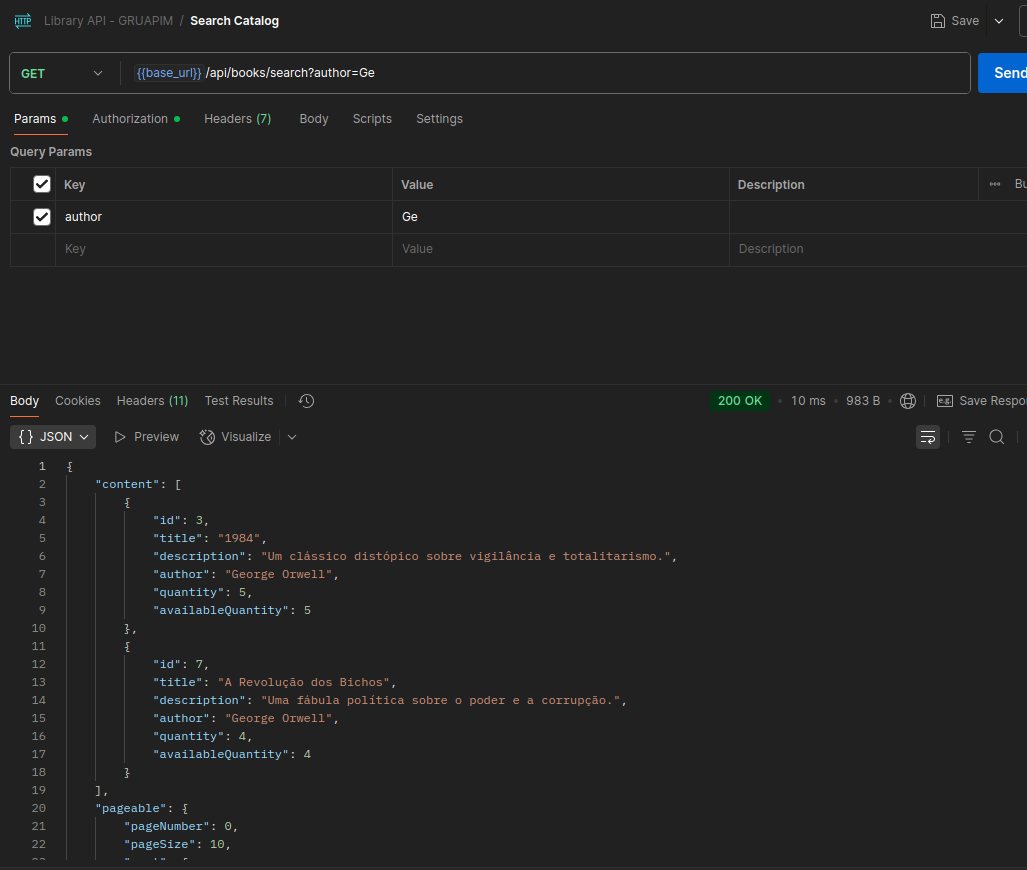 HTTP Library API - GRUAPIM / Search Catalog Save
GET {{base_url}}/api/books/search?author=Ge Send
Params Authorization Headers (7) Body Scripts Settings
Query Params
Key Value Description ••• Bu
author Ge
Key Value Description
Body Cookies Headers (11) Test Results 200 OK • 10 ms • 983 B • e.g. Save Respo
{} JSON Preview Visualize
1 {
2 "content": [
3 {
4 "id": 3,
5 "title": "1984",
6 "description": "Um clássico distópico sobre vigilância e totalitarismo.",
7 "author": "George Orwell",
8 "quantity": 5,
9 "availableQuantity": 5
10 },
11 {
12 "id": 7,
13 "title": "A Revolução dos Bichos",
14 "description": "Uma fábula política sobre o poder e a corrupção.",
15 "author": "George Orwell",
16 "quantity": 4,
17 "availableQuantity": 4
18 }
19 ],
20 "pageable": {
21 "pageNumber": 0,
22 "pageSize": 10,